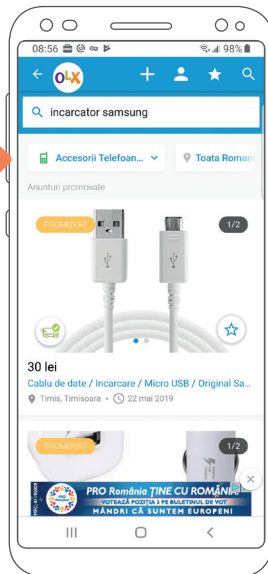 08:56 98%
OLX
incarcator samsung
Accesorii Telefoan... Toata Roman
Anunturi promovate
PROMOVAT 1/2
30 lei
Cablu de date / Incarcare / Micro USB / Original Sa...
Timis, Timisoara • 22 mai 2019
PROMOVAT 1/2
PRO România ȚINE CU ROMÂNII!
VOTEAZĂ POZIȚIA 3 PE BULETINUL DE VOT
MÂNDRI CĂ SUNTEM EUROPENI